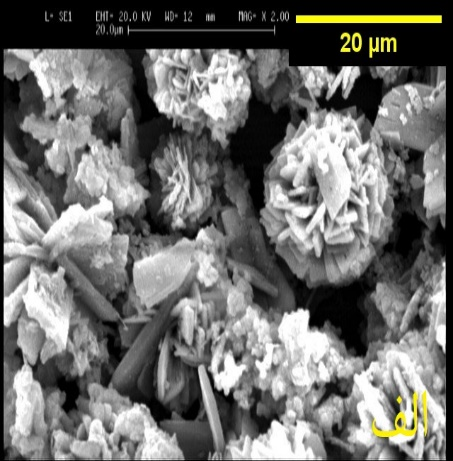 L= SE1 EHT= 20.0 KV WD= 12 mm MAG= X 2.00
20.0µm
20 µm
الف